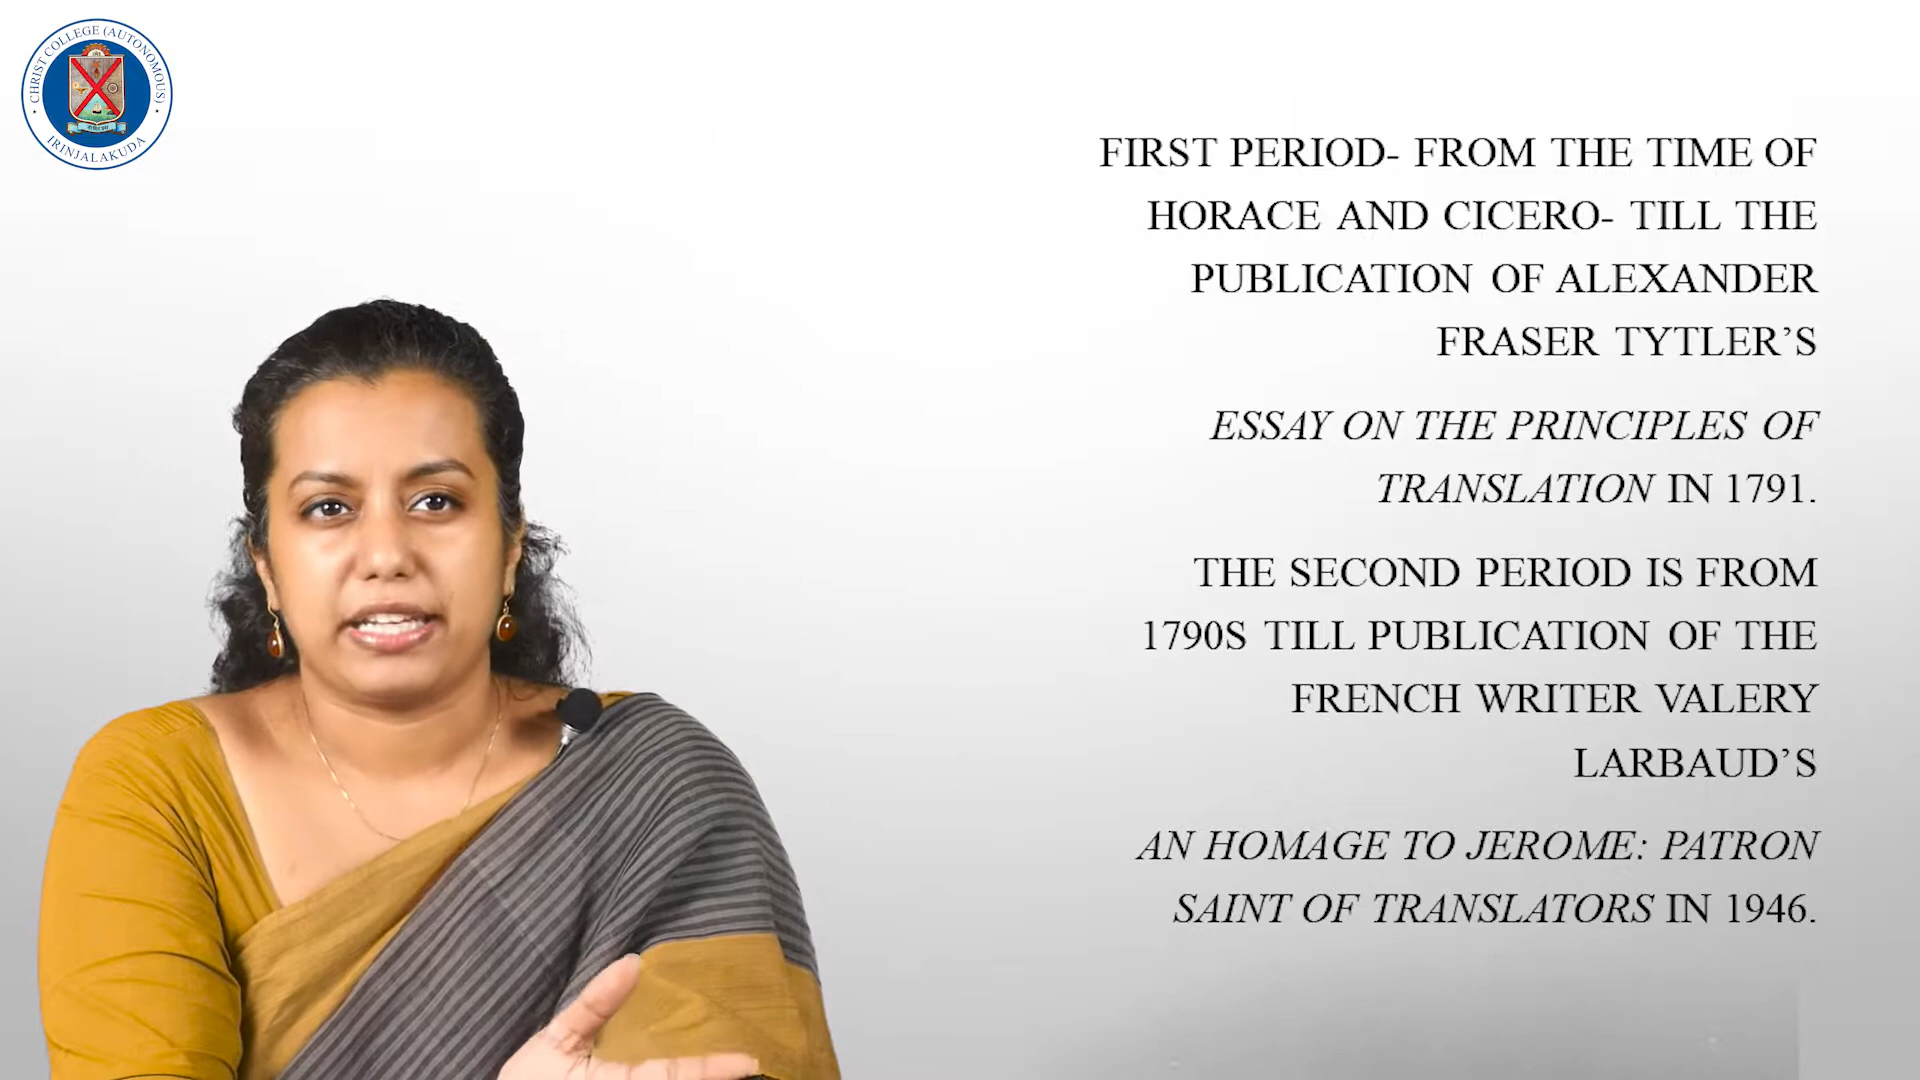 CHRIST COLLEGE (AUTONOMOUS)
IRINJALAKUDA
FIRST PERIOD- FROM THE TIME OF
HORACE AND CICERO- TILL THE
PUBLICATION OF ALEXANDER
FRASER TYTLER’S
ESSAY ON THE PRINCIPLES OF
TRANSLATION IN 1791.
THE SECOND PERIOD IS FROM
1790S TILL PUBLICATION OF THE
FRENCH WRITER VALERY
LARBAUD’S
AN HOMAGE TO JEROME: PATRON
SAINT OF TRANSLATORS IN 1946.